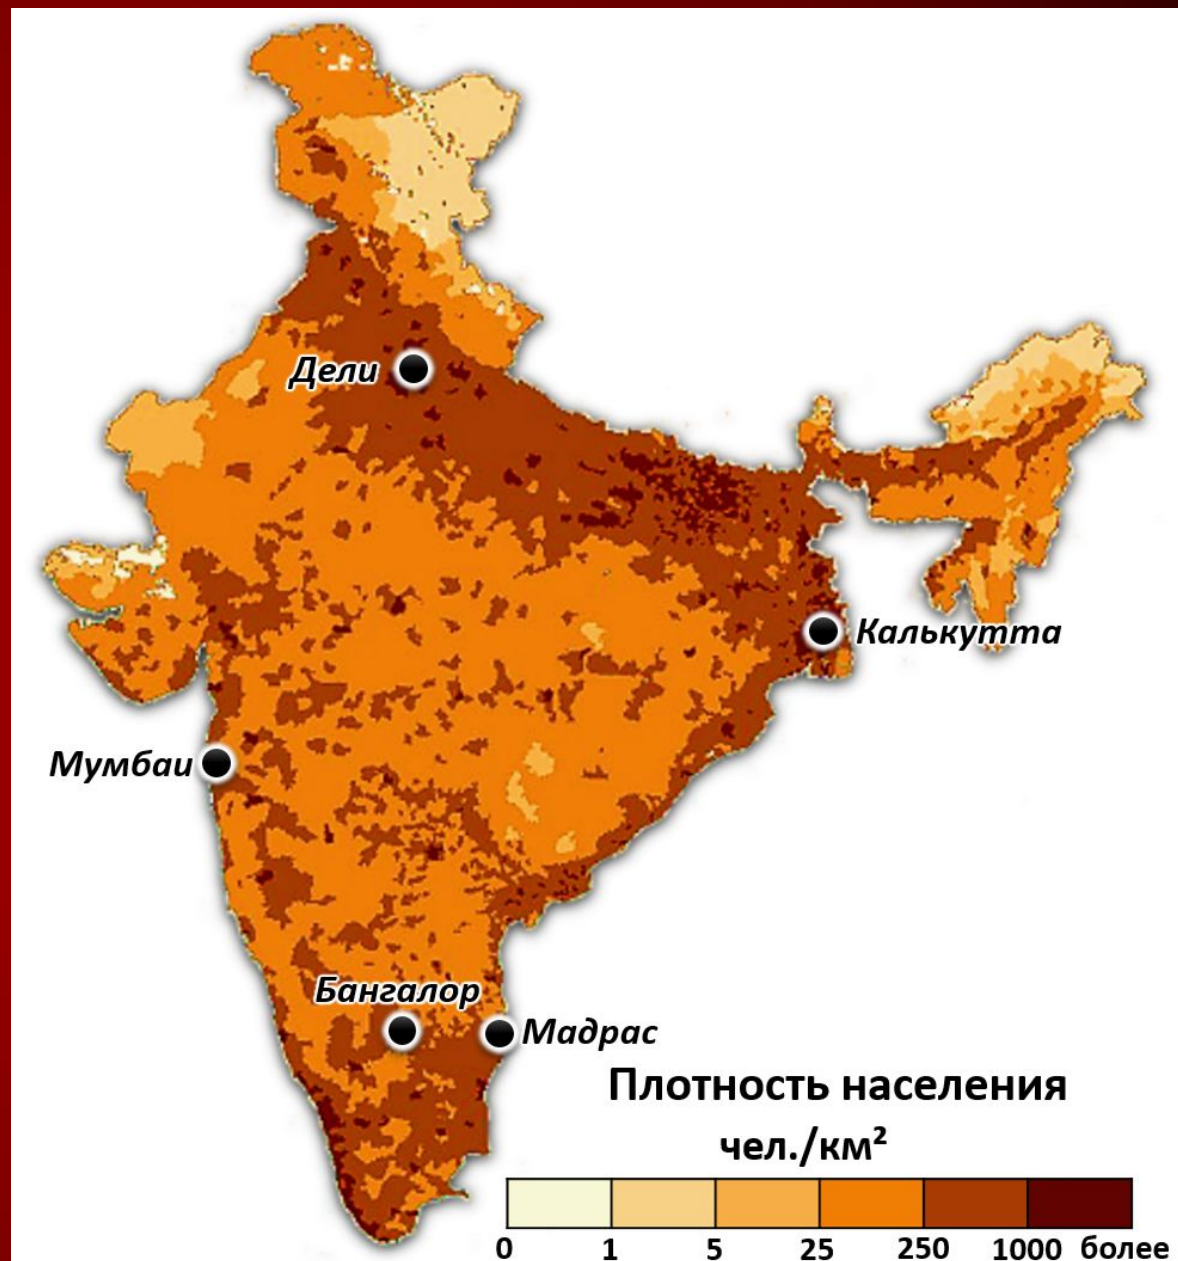 Дели
Калькутта
Мумбаи
Бангалор
Мадрас
Плотность населения
чел./км²
0 1 5 25 250 1000 более